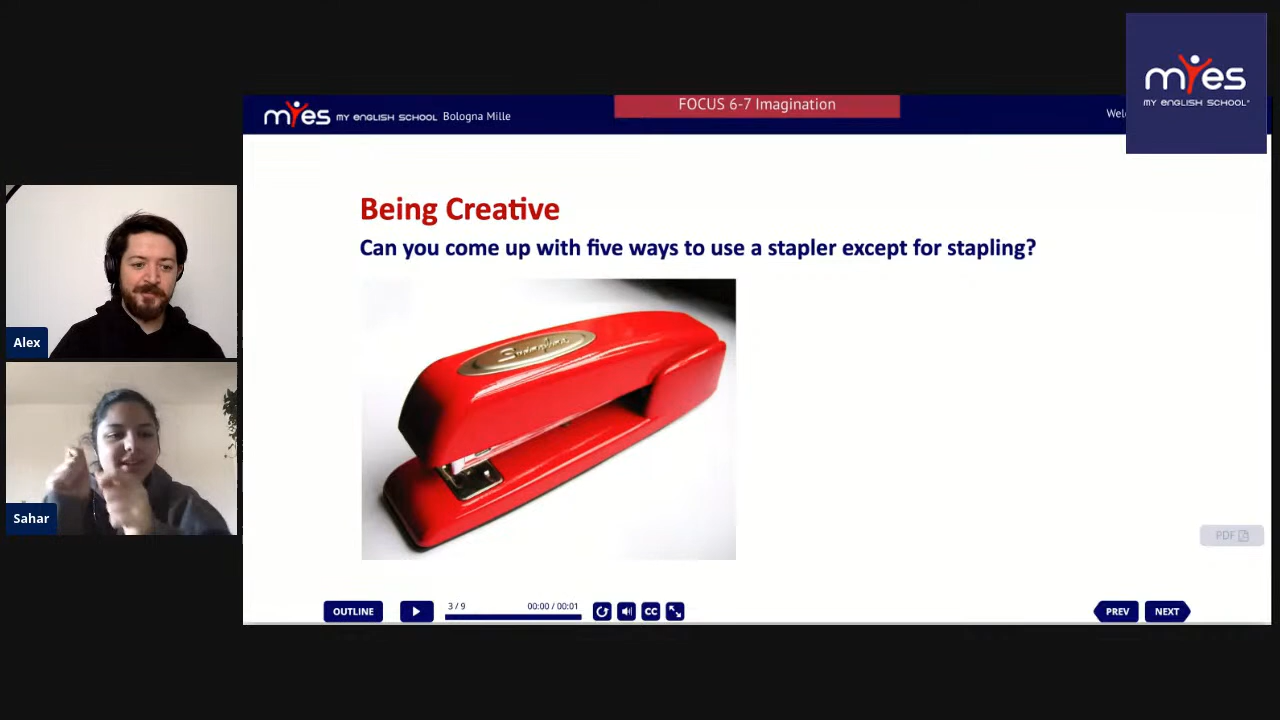 myes
MY ENGLISH SCHOOL
myes MY ENGLISH SCHOOL Bologna Mille
FOCUS 6-7 Imagination
Being Creative
Can you come up with five ways to use a stapler except for stapling?
Swingline
Alex
Sahar
PDF
OUTLINE
3 / 9
00:00 / 00:01
CC
PREV
NEXT